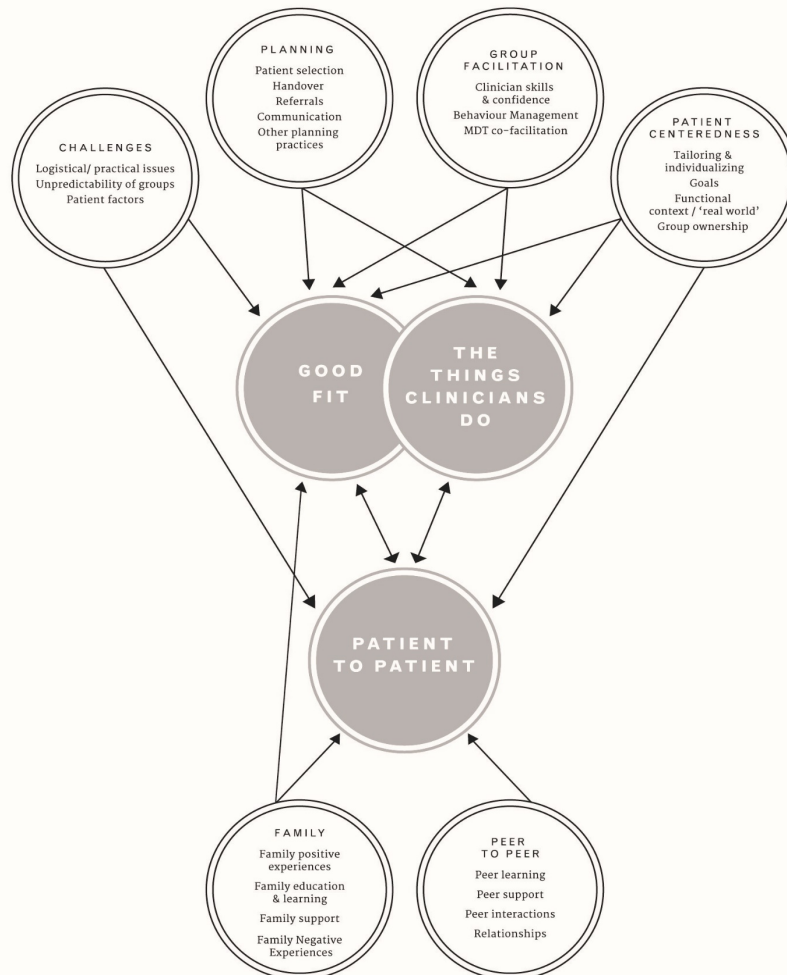 PLANNING
Patient selection
Handover
Referrals
Communication
Other planning
practices
GROUP
FACILITATION
Clinician skills
& confidence
Behaviour Management
MDT co-facilitation
CHALLENGES
Logistical/ practical issues
Unpredictability of groups
Patient factors
PATIENT
CENTEREDNESS
Tailoring &
individualizing
Goals
Functional
context / ‘real world’
Group ownership
GOOD
FIT
THE
THINGS
CLINICIANS
DO
PATIENT
TO PATIENT
FAMILY
Family positive
experiences
Family education
& learning
Family support
Family Negative
Experiences
PEER
TO PEER
Peer learning
Peer support
Peer interactions
Relationships